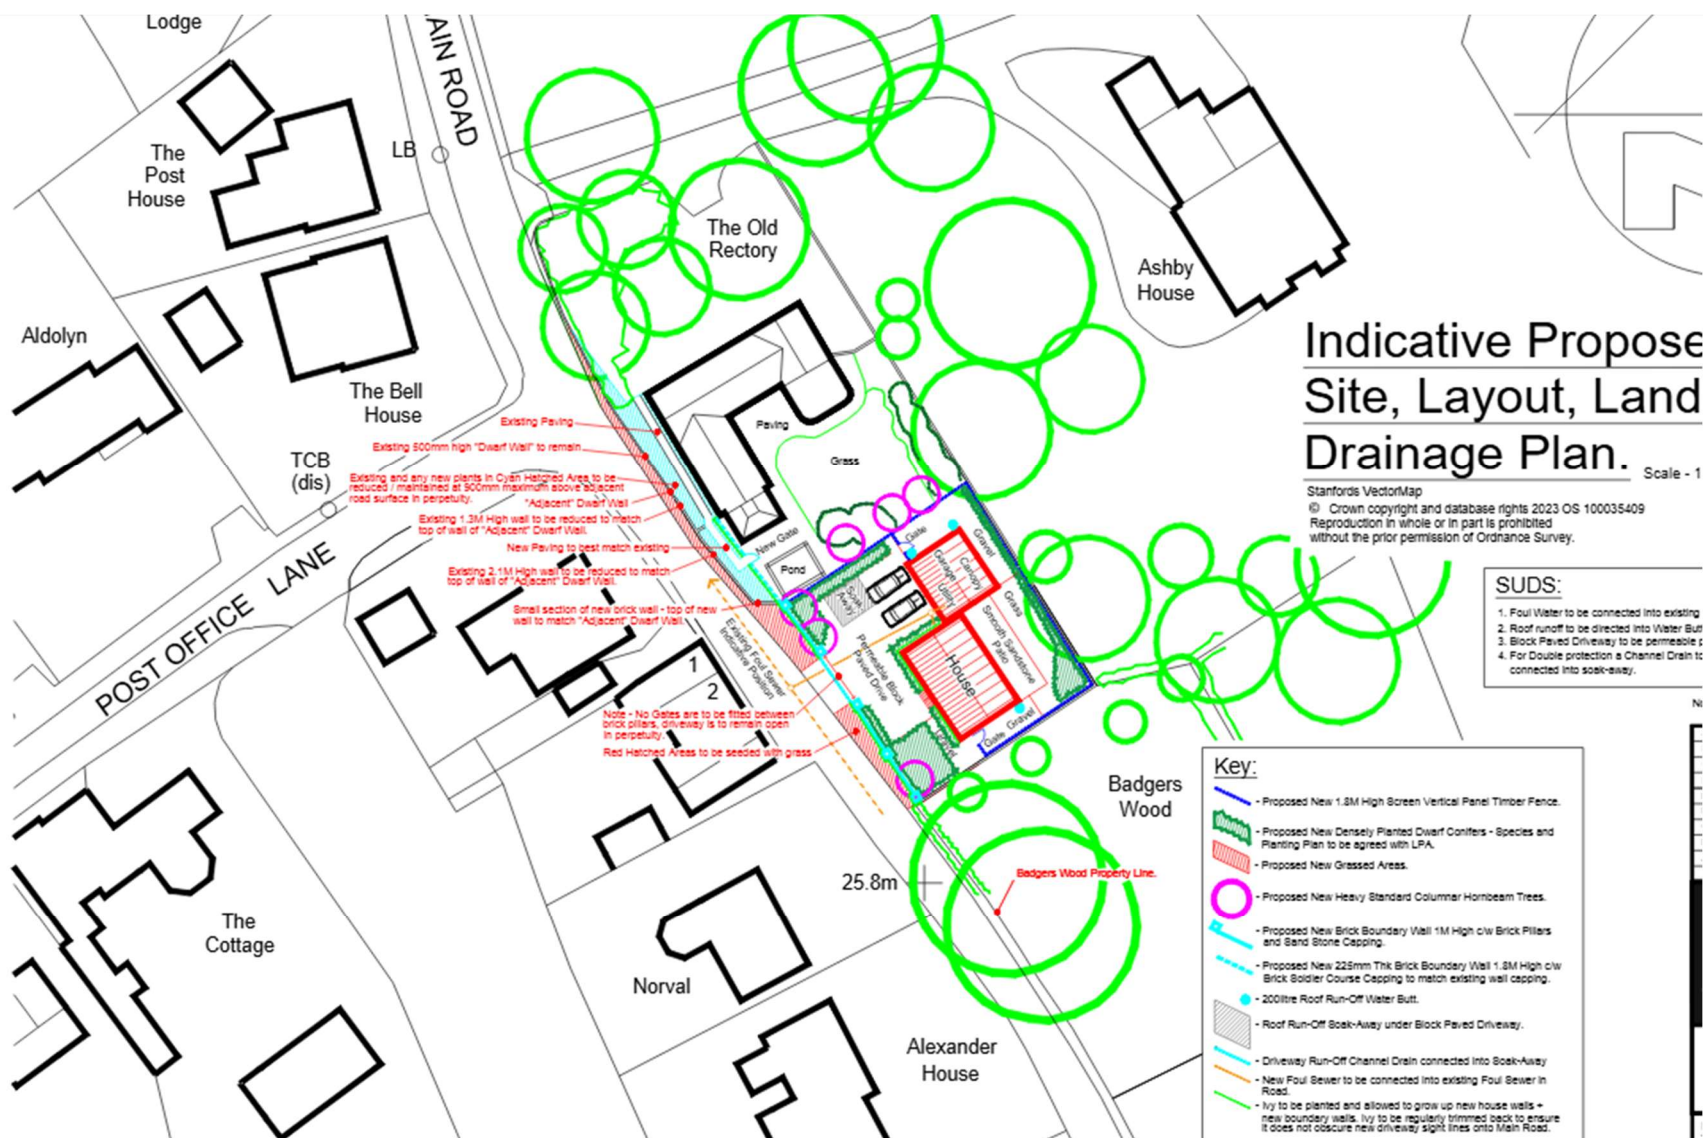 Lodge
AIN ROAD
LB
The
Post
House
The Old
Rectory
Ashby
House
Aldolyn
The Bell
House
TCB
(dis)
POST OFFICE LANE
Existing Paving
Existing 500mm high "Dwarf Wall" to remain
Existing and any new plants in Cyan Hatched Area to be
reduced / maintained at 900mm maximum above adjacent
road surface in perpetuity.
"Adjacent" Dwarf Wall
Existing 1.3M High wall to be reduced to match
top of wall of "Adjacent" Dwarf Wall.
New Paving to best match existing
Existing 2.1M High wall to be reduced to match
top of wall of "Adjacent" Dwarf Wall.
Small section of new brick wall - top of new
wall to match "Adjacent" Dwarf Wall.
Paving
Grass
New Gate
Pond
Soak
Away
Gate
Gravel
Garage
Canopy
Utility
Grass
Smooth Sandstone
Patio
House
Permeable Block
Paved Drive
Gate
Gravel
Existing Foul Sewer
Indicative Position
1
2
Note - No Gates are to be fitted between
brick pillars, driveway is to remain open
in perpetuity.
Red Hatched Areas to be seeded with grass
Badgers
Wood
Badgers Wood Property Line.
25.8m
The
Cottage
Norval
Alexander
House
Indicative Propose
Site, Layout, Land
Drainage Plan.
Scale - 1
Stanfords VectorMap
© Crown copyright and database rights 2023 OS 100035409
Reproduction in whole or in part is prohibited
without the prior permission of Ordnance Survey.
SUDS:
1. Foul Water to be connected into existing
2. Roof runoff to be directed into Water But
3. Block Paved Driveway to be permeable
4. For Double protection a Channel Drain to
connected into soak-away.
Key:
- Proposed New 1.8M High Screen Vertical Panel Timber Fence.
- Proposed New Densely Planted Dwarf Conifers - Species and
Planting Plan to be agreed with LPA.
- Proposed New Grassed Areas.
- Proposed New Heavy Standard Columnar Hornbeam Trees.
- Proposed New Brick Boundary Wall 1M High c/w Brick Pillars
and Sand Stone Capping.
- Proposed New 225mm Thk Brick Boundary Wall 1.8M High c/w
Brick Soldier Course Capping to match existing wall capping.
- 200litre Roof Run-Off Water Butt.
- Roof Run-Off Soak-Away under Block Paved Driveway.
- Driveway Run-Off Channel Drain connected into Soak-Away
- New Foul Sewer to be connected into existing Foul Sewer in
Road.
- Ivy to be planted and allowed to grow up new house walls +
new boundary walls. Ivy to be regularly trimmed back to ensure
it does not obscure new driveway sight lines onto Main Road.